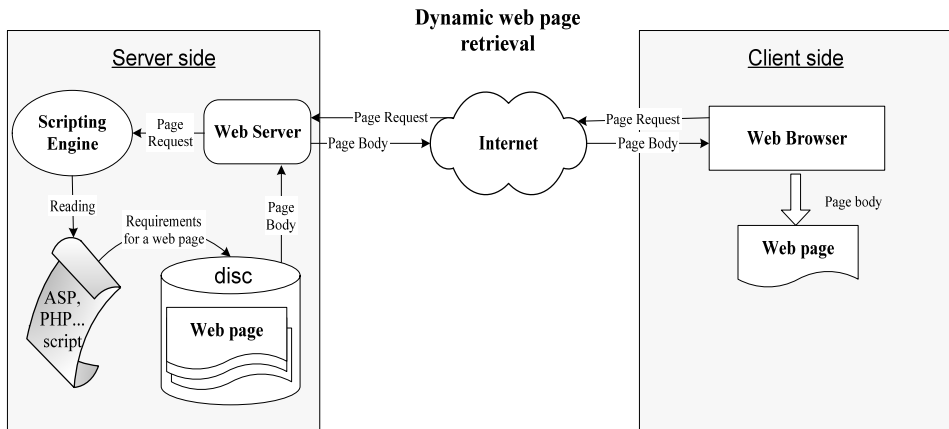 Dynamic web page
retrieval
Server side
Scripting
Engine
Page
Request
Web Server
Page Request
Page Body
Internet
Page Request
Page Body
Client side
Web Browser
Page body
Web page
Reading
Requirements
for a web page
Page
Body
ASP,
PHP...
script
disc
Web page